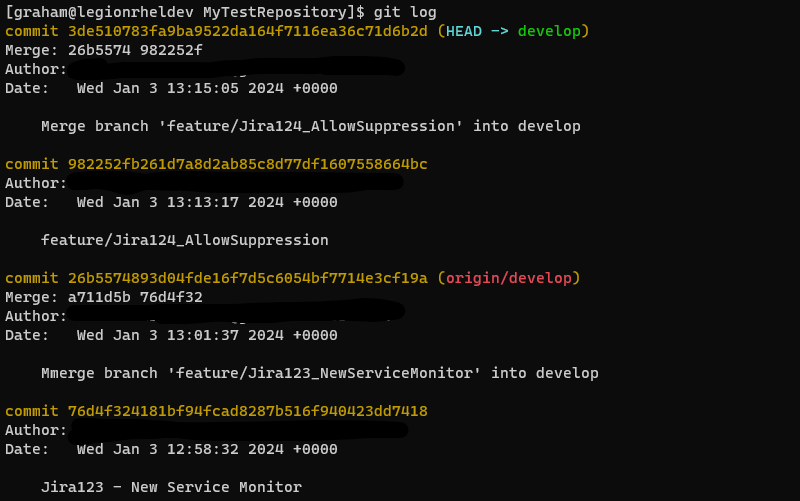 [graham@legionrheldev MyTestRepository]$ git log
commit 3de510783fa9ba9522da164f7116ea36c71d6b2d (HEAD -> develop)
Merge: 26b5574 982252f
Author:
Date:   Wed Jan 3 13:15:05 2024 +0000
Merge branch 'feature/Jira124_AllowSuppression' into develop
commit 982252fb261d7a8d2ab85c8d77df1607558664bc
Author:
Date:   Wed Jan 3 13:13:17 2024 +0000
feature/Jira124_AllowSuppression
commit 26b5574893d04fde16f7d5c6054bf7714e3cf19a (origin/develop)
Merge: a711d5b 76d4f32
Author:
Date:   Wed Jan 3 13:01:37 2024 +0000
Mmerge branch 'feature/Jira123_NewServiceMonitor' into develop
commit 76d4f324181bf94fcad8287b516f940423dd7418
Author:
Date:   Wed Jan 3 12:58:32 2024 +0000
Jira123 - New Service Monitor